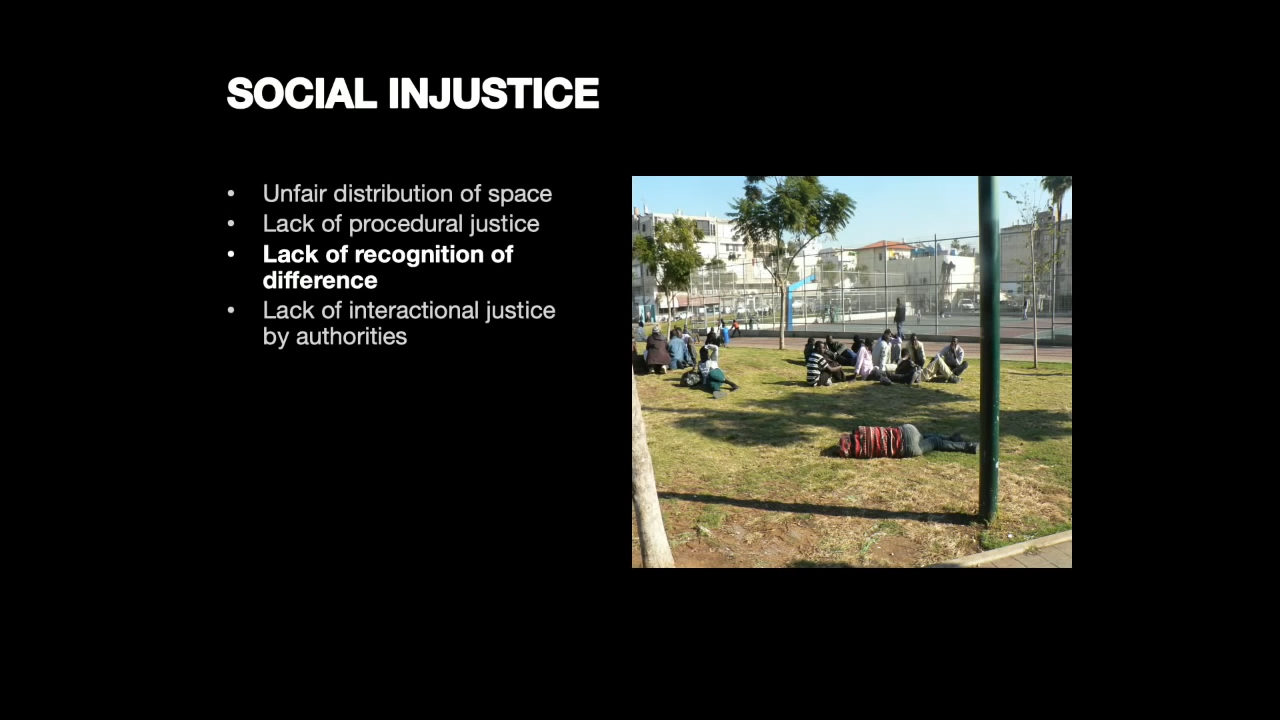 SOCIAL INJUSTICE
• Unfair distribution of space
• Lack of procedural justice
• Lack of recognition of
difference
• Lack of interactional justice
by authorities